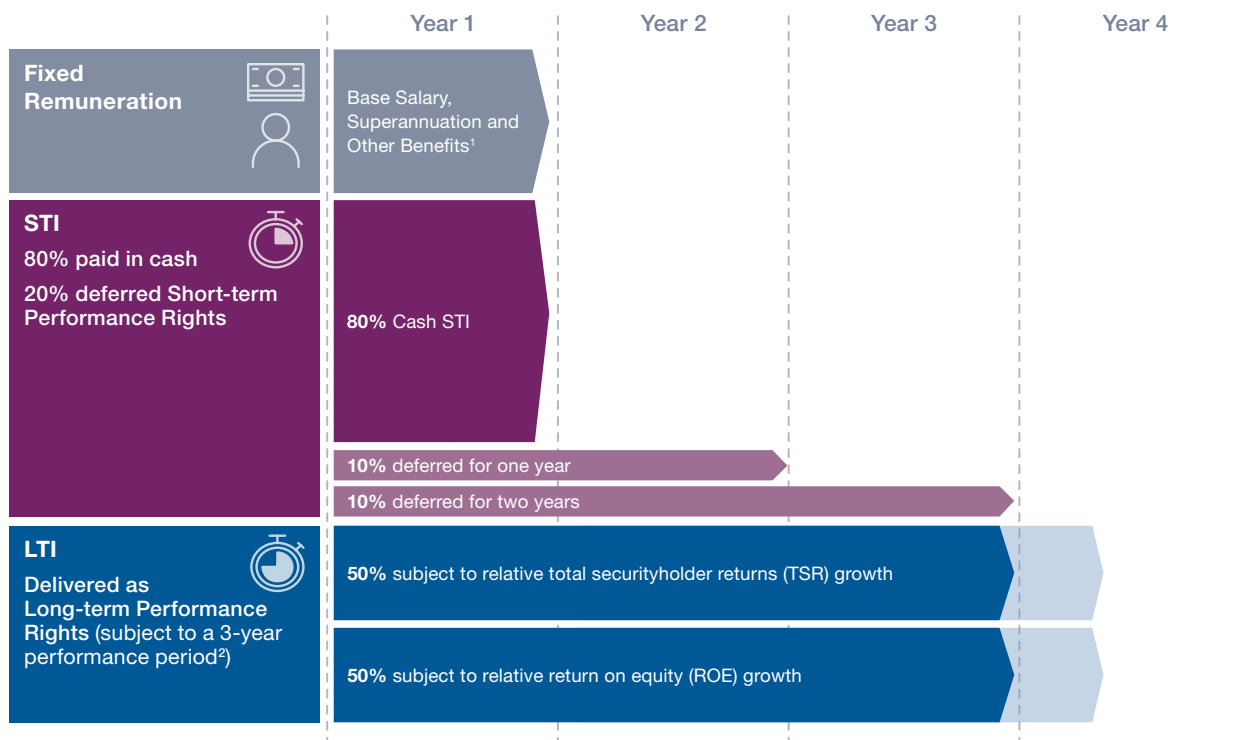 Year 1
Year 2
Year 3
Year 4
Fixed
Remuneration
Base Salary,
Superannuation and
Other Benefits¹
STI
80% paid in cash
20% deferred Short-term
Performance Rights
80% Cash STI
10% deferred for one year
10% deferred for two years
LTI
Delivered as
Long-term Performance
Rights (subject to a 3-year
performance period²)
50% subject to relative total securityholder returns (TSR) growth
50% subject to relative return on equity (ROE) growth